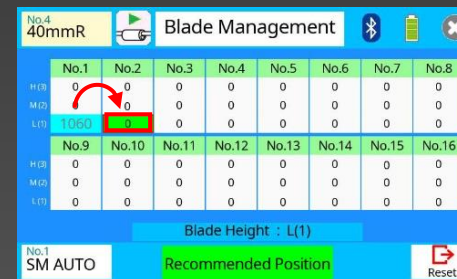 No.4
40mmR
Blade Management
No.1 No.2 No.3 No.4 No.5 No.6 No.7 No.8
H (3) 0 0 0 0 0 0 0 0
M (2) 0 0 0 0 0 0 0 0
L (1) 1060 0 0 0 0 0 0 0
No.9 No.10 No.11 No.12 No.13 No.14 No.15 No.16
H (3) 0 0 0 0 0 0 0 0
M (2) 0 0 0 0 0 0 0 0
L (1) 0 0 0 0 0 0 0 0
Blade Height : L(1)
No.1
SM AUTO
Recommended Position
Reset